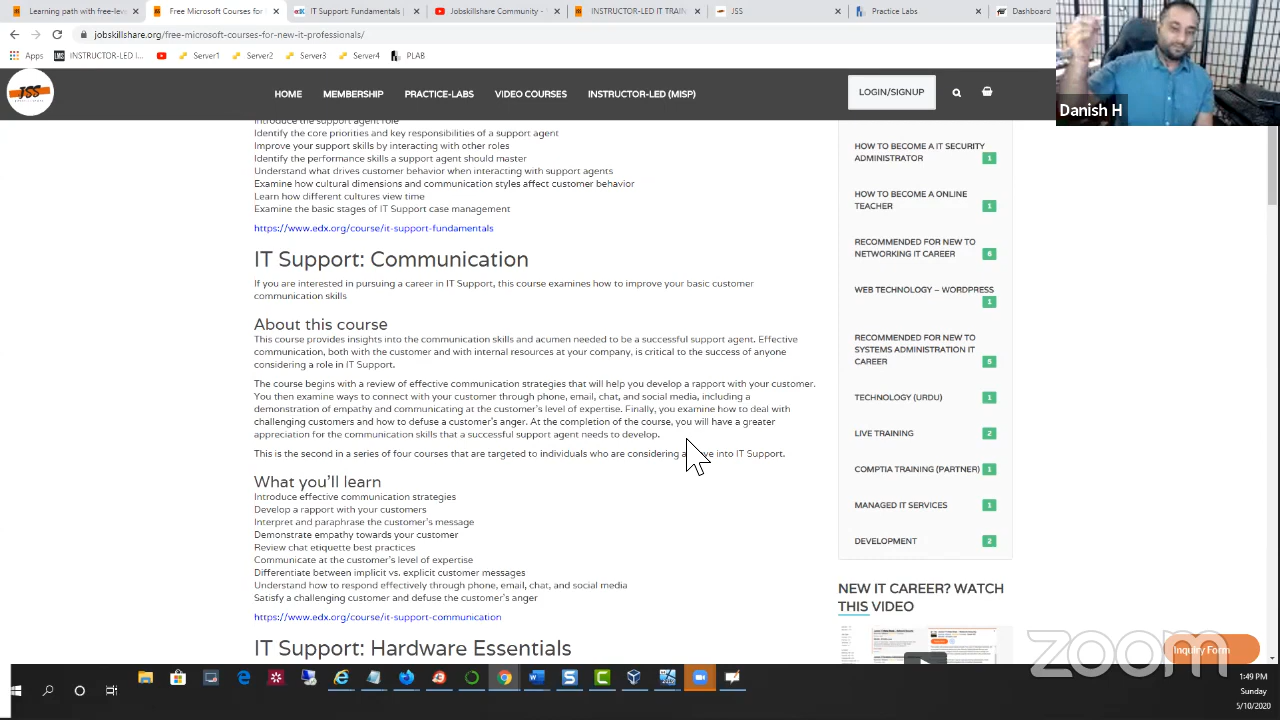 Learning path with free-lev
Free Microsoft Courses for
IT Support: Fundamentals |
Jobskillshare Community -
INSTRUCTOR-LED IT TRAIN
JSS
Practice Labs
Dashboard
jobskillshare.org/free-microsoft-courses-for-new-it-professionals/
Apps
INSTRUCTOR-LED I...
Server1
Server2
Server3
Server4
PLAB
Danish H
JSS
HOME
MEMBERSHIP
PRACTICE-LABS
VIDEO COURSES
INSTRUCTOR-LED (MISP)
LOGIN/SIGNUP
Introduce the support agent role
Identify the core priorities and key responsibilities of a support agent
Improve your support skills by interacting with other roles
Identify the performance skills a support agent should master
Understand what drives customer behavior when interacting with support agents
Examine how cultural dimensions and communication styles affect customer behavior
Learn how different cultures view time
Examine the basic stages of IT Support case management
https://www.edx.org/course/it-support-fundamentals
IT Support: Communication
If you are interested in pursuing a career in IT Support, this course examines how to improve your basic customer
communication skills
About this course
This course provides insights into the communication skills and acumen needed to be a successful support agent. Effective
communication, both with the customer and with internal resources at your company, is critical to the success of anyone
considering a role in IT Support.
The course begins with a review of effective communication strategies that will help you develop a rapport with your customer.
You then examine ways to connect with your customer through phone, email, chat, and social media, including a
demonstration of empathy and communicating at the customer's level of expertise. Finally, you examine how to deal with
challenging customers and how to defuse a customer's anger. At the completion of the course, you will have a greater
appreciation for the communication skills that a successful support agent needs to develop.
This is the second in a series of four courses that are targeted to individuals who are considering a ve into IT Support.
What you'll learn
Introduce effective communication strategies
Develop a rapport with your customers
Interpret and paraphrase the customer's message
Demonstrate empathy towards your customer
Review chat etiquette best practices
Communicate at the customer's level of expertise
Differentiate between implicit vs. explicit customer messages
Understand how to respond effectively through phone, email, chat, and social media
Satisfy a challenging customer and defuse the customer's anger
https://www.edx.org/course/it-support-communication
IT Support: Hardware Essentials
HOW TO BECOME A IT SECURITY
ADMINISTRATOR 1
HOW TO BECOME A ONLINE
TEACHER 1
RECOMMENDED FOR NEW TO
NETWORKING IT CAREER 6
WEB TECHNOLOGY – WORDPRESS
1
RECOMMENDED FOR NEW TO
SYSTEMS ADMINISTRATION IT
CAREER 5
TECHNOLOGY (URDU) 1
LIVE TRAINING 2
COMPTIA TRAINING (PARTNER) 1
MANAGED IT SERVICES 1
DEVELOPMENT 2
NEW IT CAREER? WATCH
THIS VIDEO
zoom
Inquiry Form
1:49 PM
Sunday
5/10/2020